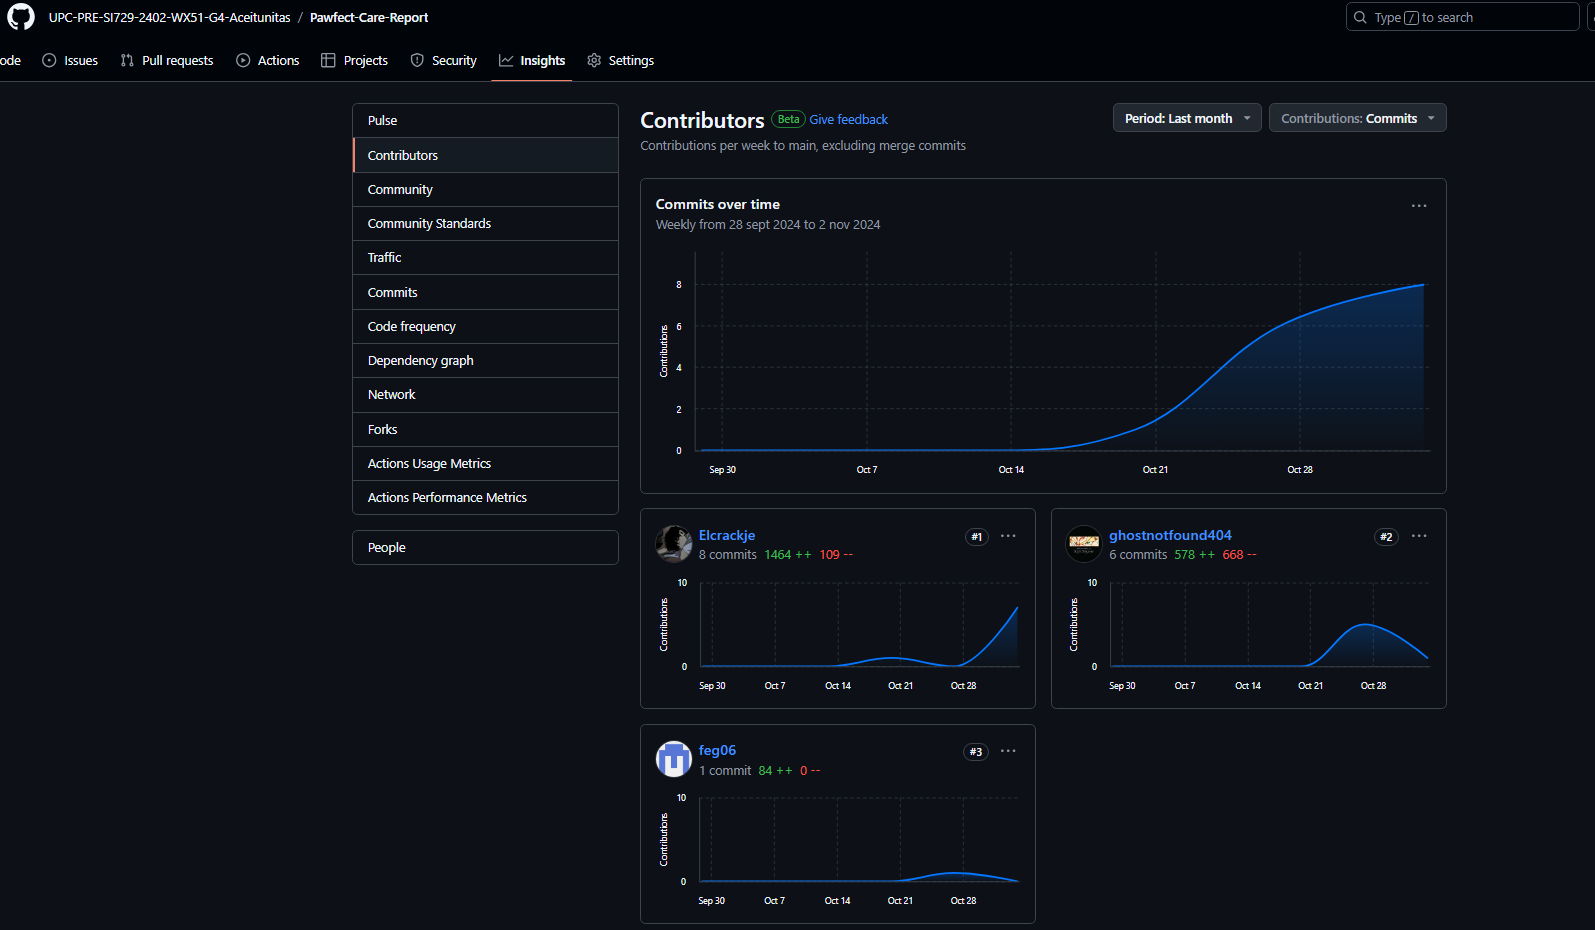 UPC-PRE-SI729-2402-WX51-G4-Aceitunitas / Pawfect-Care-Report
Type / to search
ode Issues Pull requests Actions Projects Security Insights Settings
Pulse
Contributors
Community
Community Standards
Traffic
Commits
Code frequency
Dependency graph
Network
Forks
Actions Usage Metrics
Actions Performance Metrics
People
Contributors Beta Give feedback
Period: Last month
Contributions: Commits
Contributions per week to main, excluding merge commits
Commits over time
Weekly from 28 sept 2024 to 2 nov 2024
Contributions
8
6
4
2
0
Sep 30 Oct 7 Oct 14 Oct 21 Oct 28
Elcrackje #1
8 commits 1464 ++ 109 --
Contributions
10
0
Sep 30 Oct 7 Oct 14 Oct 21 Oct 28
ghostnotfound404 #2
6 commits 578 ++ 668 --
Contributions
10
0
Sep 30 Oct 7 Oct 14 Oct 21 Oct 28
feg06 #3
1 commit 84 ++ 0 --
Contributions
10
0
Sep 30 Oct 7 Oct 14 Oct 21 Oct 28